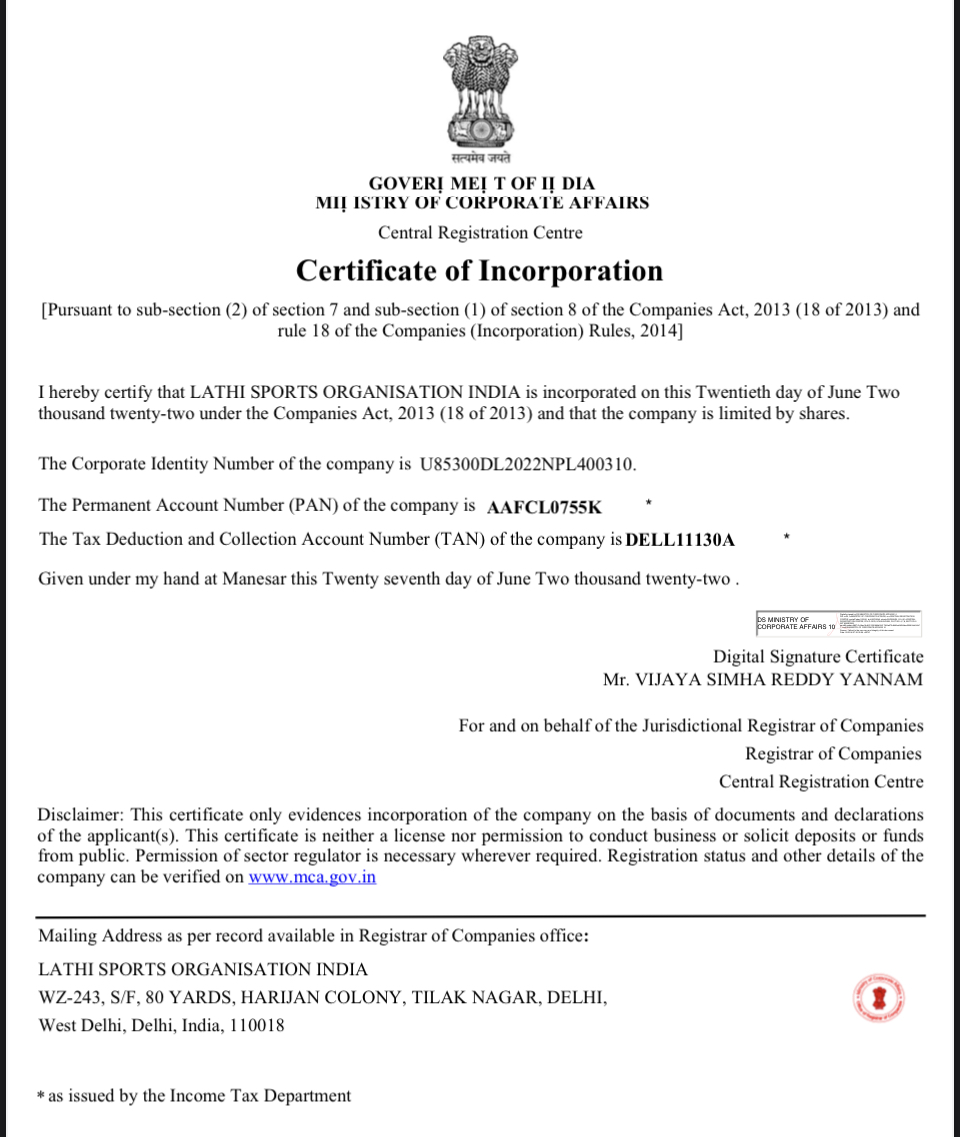 सत्यमेव जयते
GOVERỊ MEỊ T OF IỊ DIA
MIỊ ISTRY OF CORPORATE AFFAIRS
Central Registration Centre
Certificate of Incorporation
[Pursuant to sub-section (2) of section 7 and sub-section (1) of section 8 of the Companies Act, 2013 (18 of 2013) and
rule 18 of the Companies (Incorporation) Rules, 2014]
I hereby certify that LATHI SPORTS ORGANISATION INDIA is incorporated on this Twentieth day of June Two
thousand twenty-two under the Companies Act, 2013 (18 of 2013) and that the company is limited by shares.
The Corporate Identity Number of the company is U85300DL2022NPL400310.
The Permanent Account Number (PAN) of the company is AAFCL0755K *
The Tax Deduction and Collection Account Number (TAN) of the company is DELL11130A *
Given under my hand at Manesar this Twenty seventh day of June Two thousand twenty-two .
DS MINISTRY OF
CORPORATE AFFAIRS 10
Digital Signature Certificate
Mr. VIJAYA SIMHA REDDY YANNAM
For and on behalf of the Jurisdictional Registrar of Companies
Registrar of Companies
Central Registration Centre
Disclaimer: This certificate only evidences incorporation of the company on the basis of documents and declarations
of the applicant(s). This certificate is neither a license nor permission to conduct business or solicit deposits or funds
from public. Permission of sector regulator is necessary wherever required. Registration status and other details of the
company can be verified on www.mca.gov.in
Mailing Address as per record available in Registrar of Companies office:
LATHI SPORTS ORGANISATION INDIA
WZ-243, S/F, 80 YARDS, HARIJAN COLONY, TILAK NAGAR, DELHI,
West Delhi, Delhi, India, 110018
* as issued by the Income Tax Department